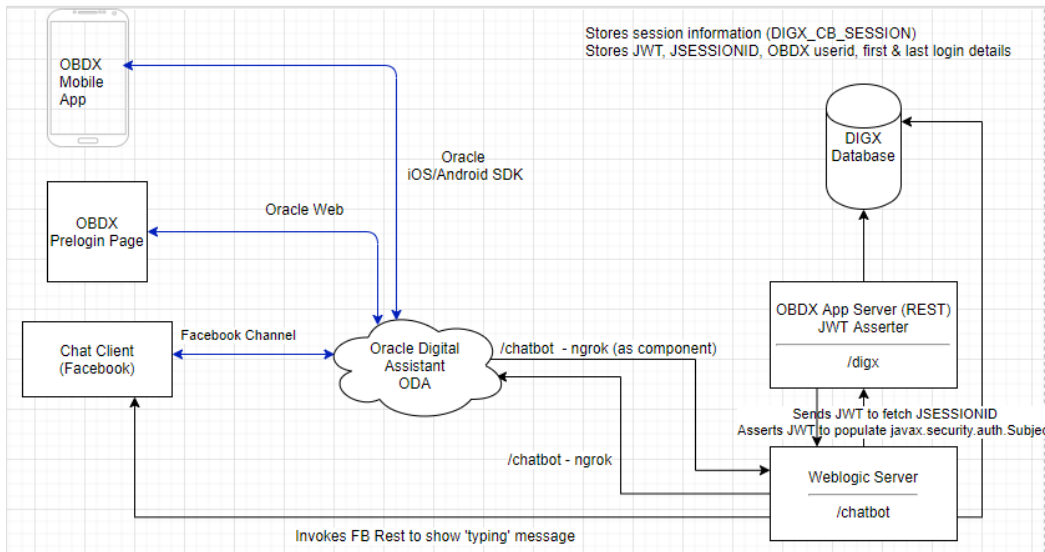 Stores session information (DIGX_CB_SESSION)
Stores JWT, JSESSIONID, OBDX userid, first & last login details
OBDX
Mobile
App
DIGX
Database
Oracle
iOS/Android SDK
Oracle Web
OBDX
Prelogin Page
OBDX App Server (REST)
JWT Asserter
/digx
Facebook Channel
Chat Client
(Facebook)
Oracle Digital
Assistant
ODA
/chatbot - ngrok (as component)
Sends JWT to fetch JSESSIONID
Asserts JWT to populate javax.security.auth.Subjec
/chatbot - ngrok
Weblogic Server
/chatbot
Invokes FB Rest to show 'typing' message